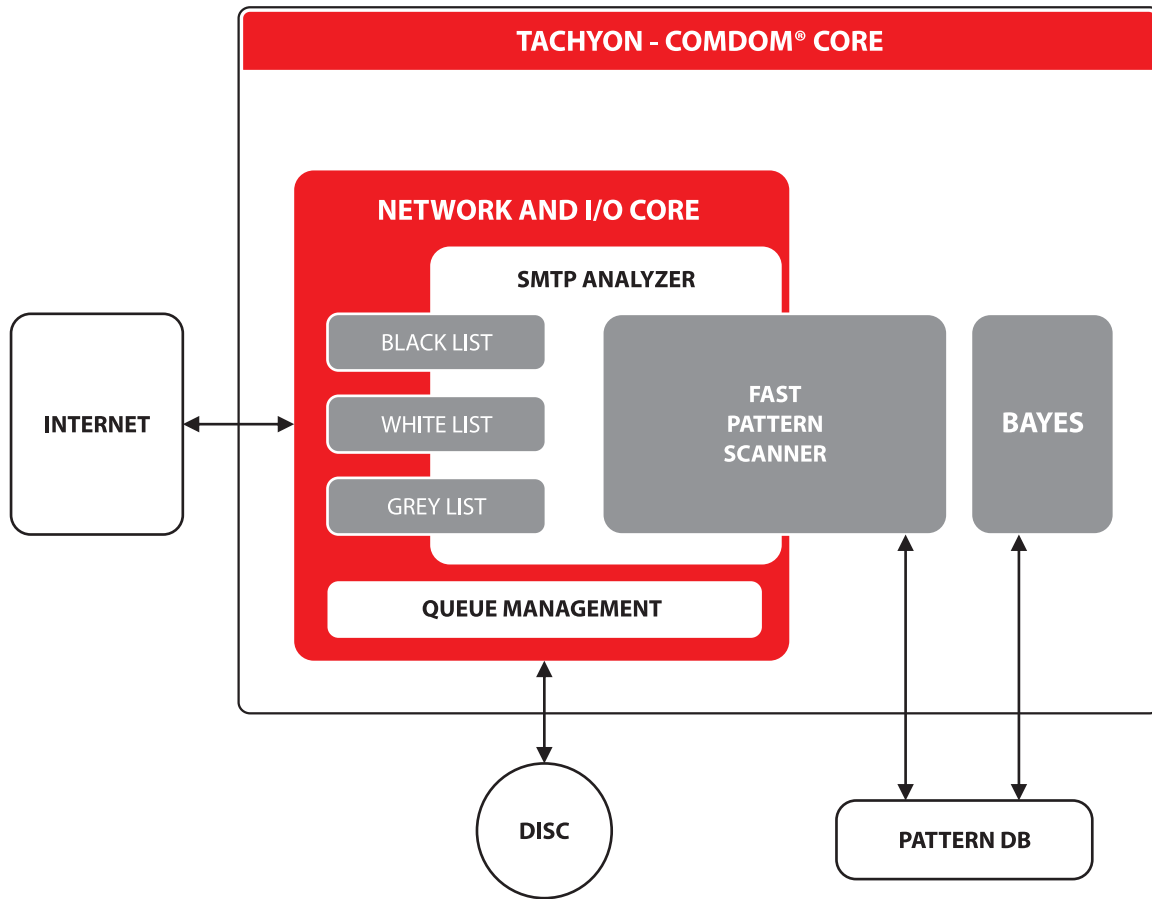 TACHYON - COMDOM® CORE
NETWORK AND I/O CORE
SMTP ANALYZER
BLACK LIST
WHITE LIST
GREY LIST
FAST
PATTERN
SCANNER
BAYES
INTERNET
QUEUE MANAGEMENT
DISC
PATTERN DB